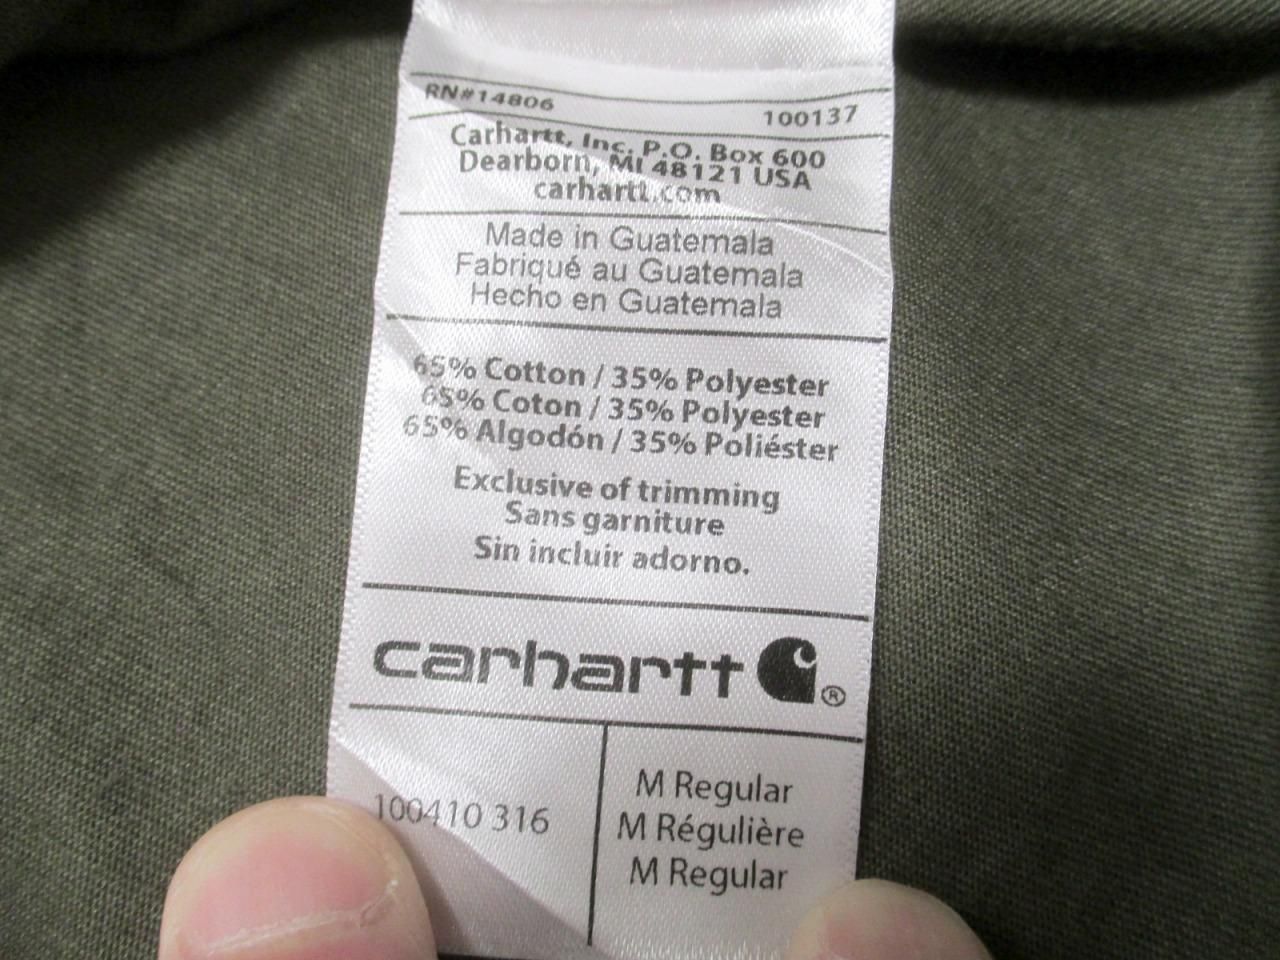 RN#14806 100137
Carhartt, Inc. P.O. Box 600
Dearborn, MI 48121 USA
carhartt.com
Made in Guatemala
Fabriqué au Guatemala
Hecho en Guatemala
65% Cotton / 35% Polyester
65% Coton / 35% Polyester
65% Algodón / 35% Poliéster
Exclusive of trimming
Sans garniture
Sin incluir adorno.
carhartt ®
100410 316
M Regular
M Régulière
M Regular